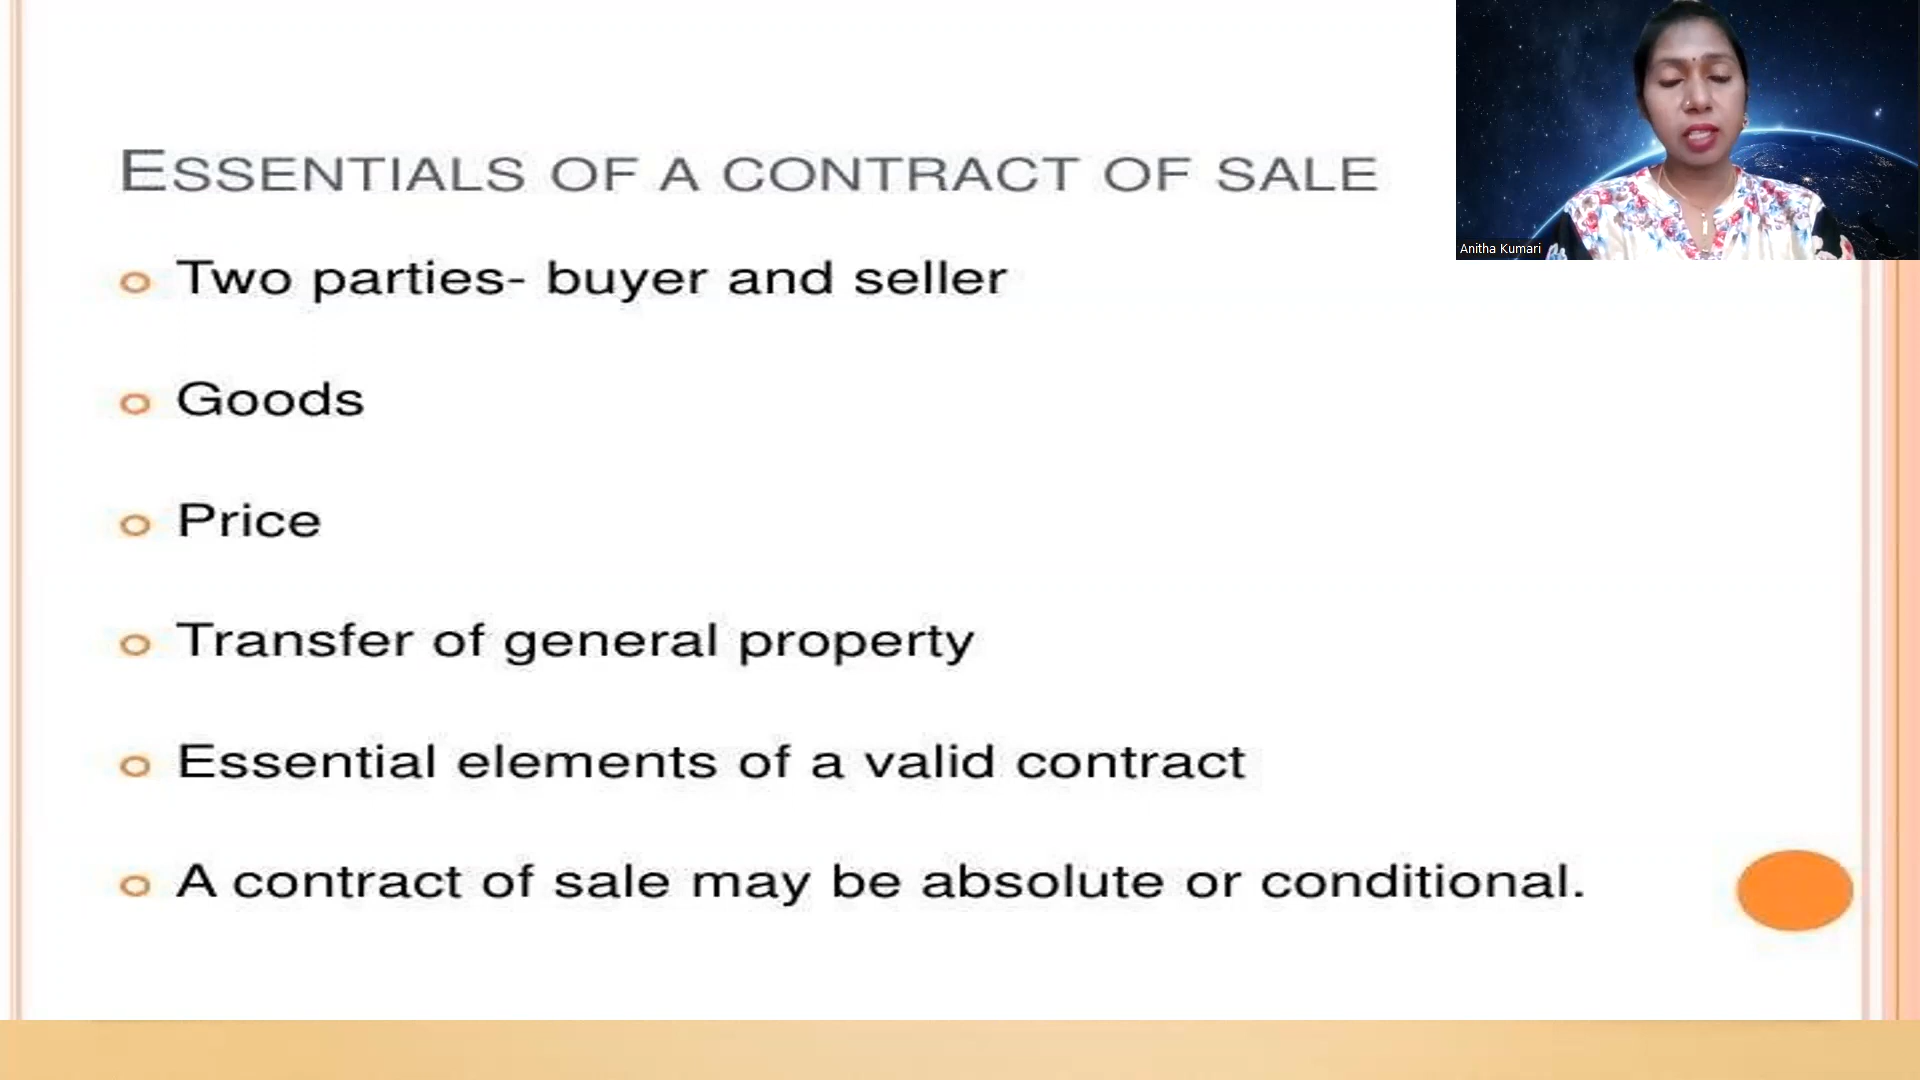 ESSENTIALS OF A CONTRACT OF SALE
Anitha Kumari
Two parties- buyer and seller
Goods
Price
Transfer of general property
Essential elements of a valid contract
A contract of sale may be absolute or conditional.